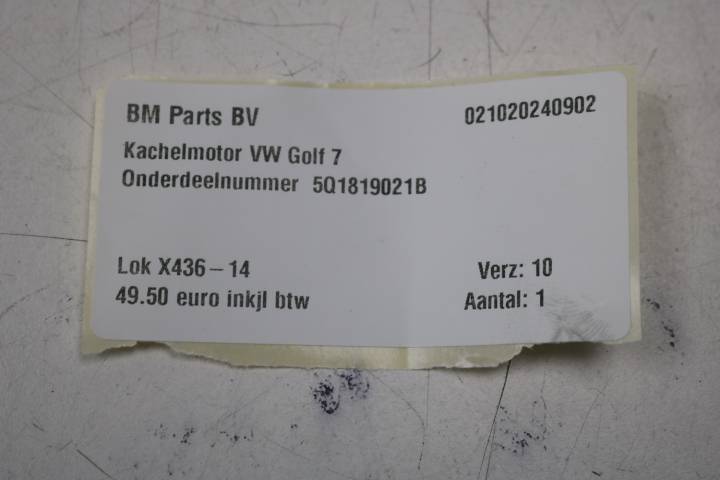 BM Parts BV 021020240902
Kachelmotor VW Golf 7
Onderdeelnummer 5Q1819021B
Lok X436-14 Verz: 10
49.50 euro inkjl btw Aantal: 1